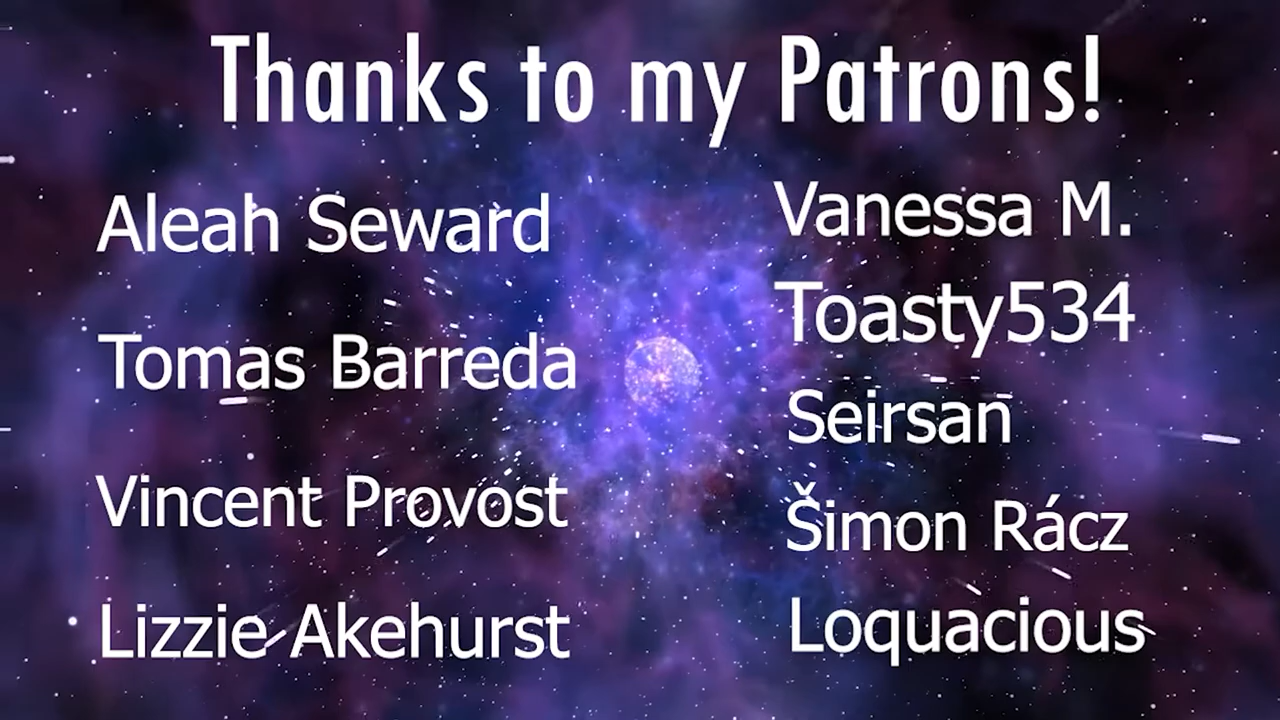 Thanks to my Patrons!
Aleah Seward
Tomas Barreda
Vincent Provost
Lizzie Akehurst
Vanessa M.
Toasty534
Seirsan
Šimon Rácz
Loquacious